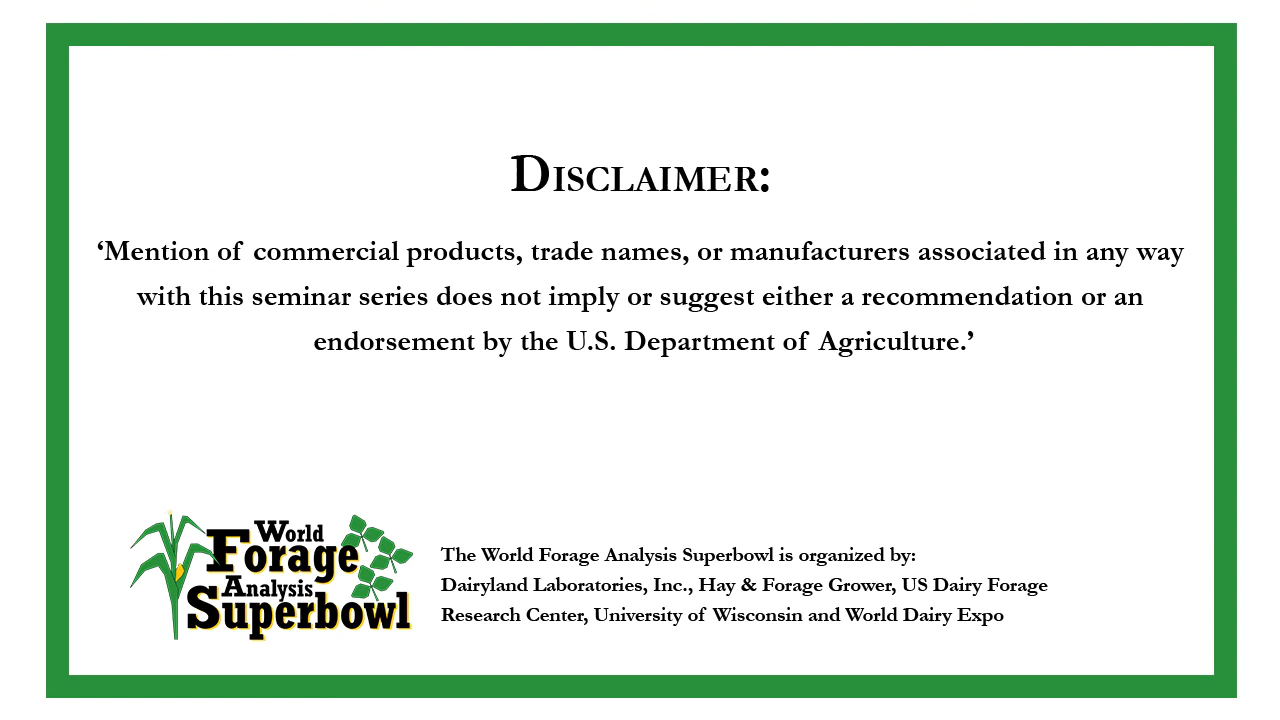 DISCLAIMER:
‘Mention of commercial products, trade names, or manufacturers associated in any way
with this seminar series does not imply or suggest either a recommendation or an
endorsement by the U.S. Department of Agriculture.’
World
Forage
Analysis
Superbowl
The World Forage Analysis Superbowl is organized by:
Dairyland Laboratories, Inc., Hay & Forage Grower, US Dairy Forage
Research Center, University of Wisconsin and World Dairy Expo